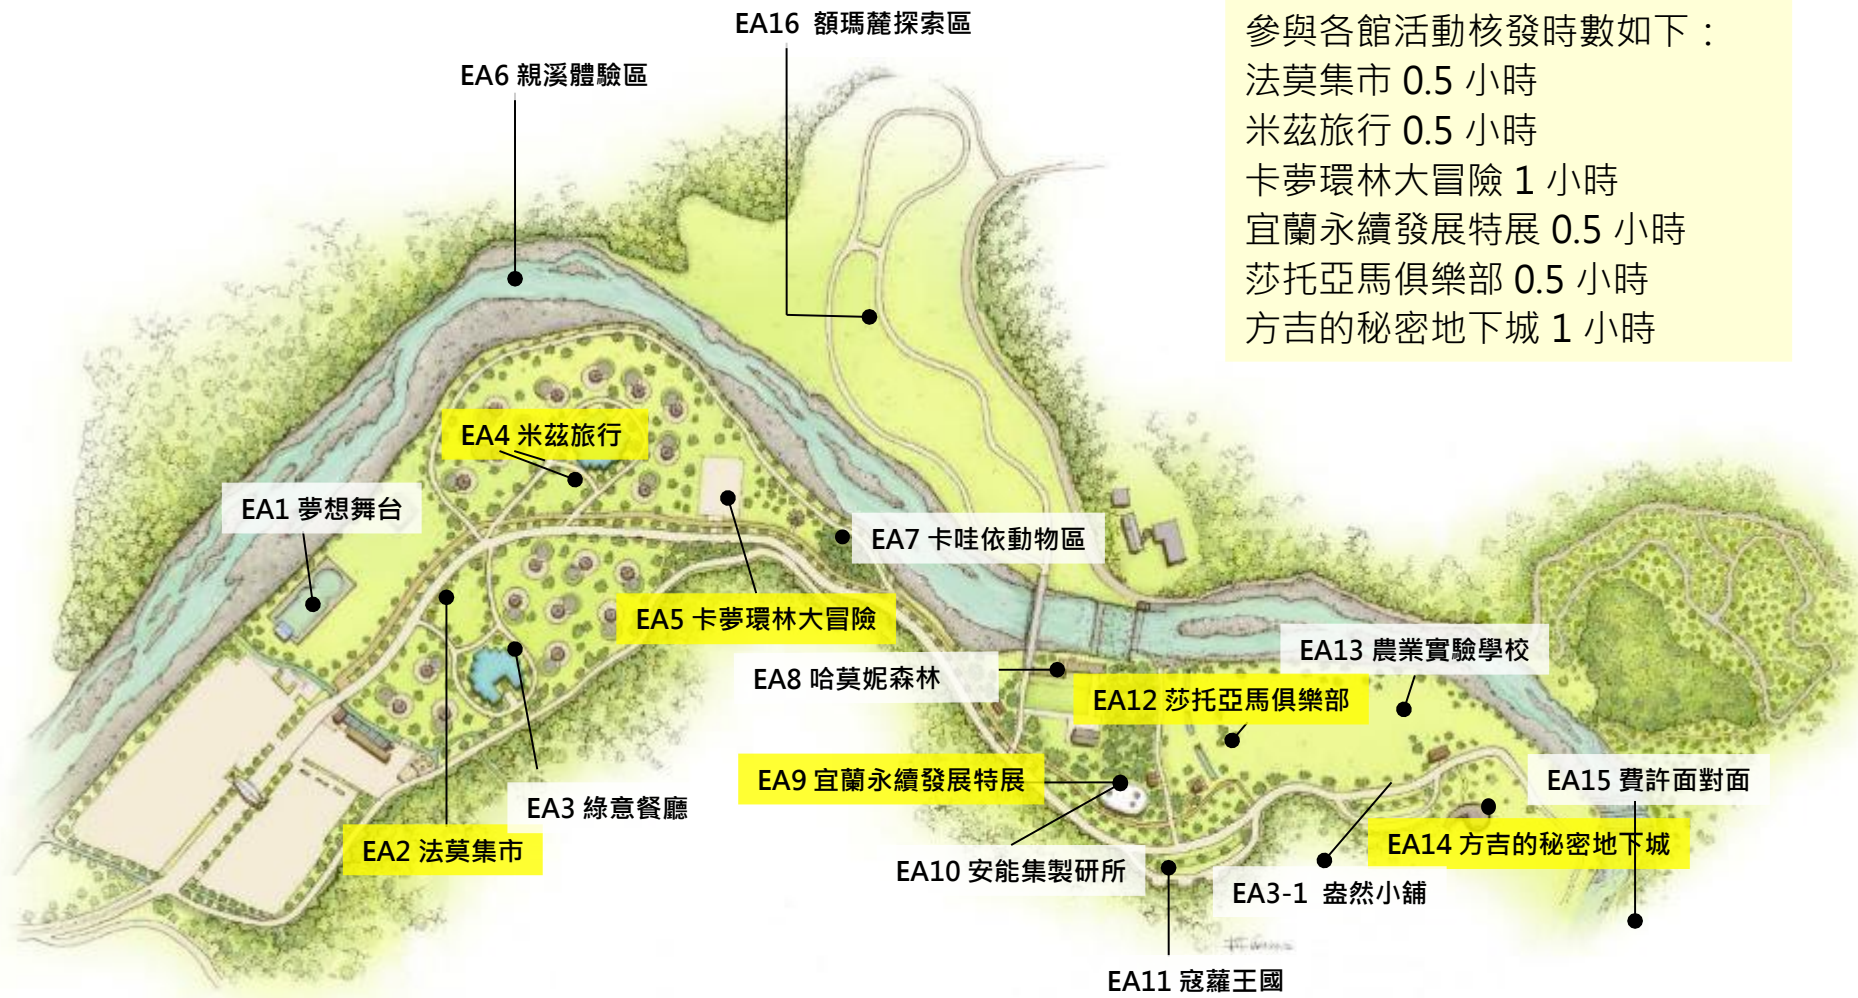 EA16 額瑪麓探索區
EA6 親溪體驗區
參與各館活動核發時數如下：
法莫集市 0.5 小時
米茲旅行 0.5 小時
卡夢環林大冒險 1 小時
宜蘭永續發展特展 0.5 小時
莎托亞馬俱樂部 0.5 小時
方吉的秘密地下城 1 小時
EA4 米茲旅行
EA1 夢想舞台
EA7 卡哇依動物區
EA5 卡夢環林大冒險
EA13 農業實驗學校
EA8 哈莫妮森林
EA12 莎托亞馬俱樂部
EA9 宜蘭永續發展特展
EA15 費許面對面
EA3 綠意餐廳
EA2 法莫集市
EA14 方吉的秘密地下城
EA10 安能集製研所
EA3-1 盎然小舖
EA11 寇蘿王國